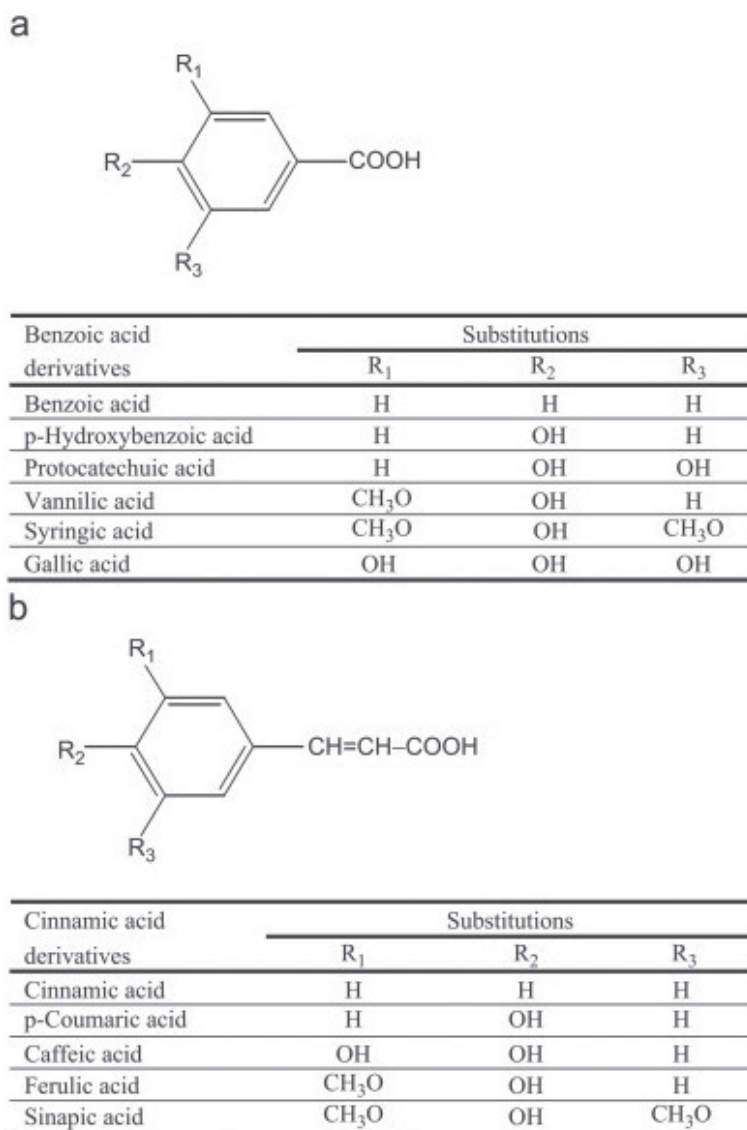 a
R₁
R₂ COOH
R₃
Benzoic acid Substitutions
derivatives R₁ R₂ R₃
Benzoic acid H H H
p-Hydroxybenzoic acid H OH H
Protocatechuic acid H OH OH
Vannilic acid CH₃O OH H
Syringic acid CH₃O OH CH₃O
Gallic acid OH OH OH
b
R₁
R₂ CH=CH–COOH
R₃
Cinnamic acid Substitutions
derivatives R₁ R₂ R₃
Cinnamic acid H H H
p-Coumaric acid H OH H
Caffeic acid OH OH H
Ferulic acid CH₃O OH H
Sinapic acid CH₃O OH CH₃O